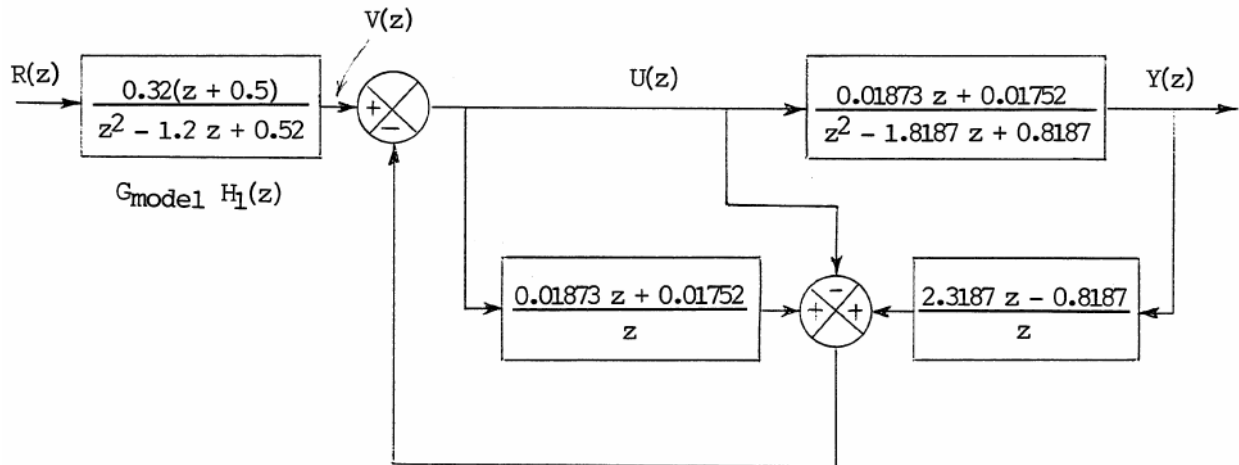 V(z)
R(z)
0.32(z + 0.5)
z² - 1.2 z + 0.52
+
−
U(z)
0.01873 z + 0.01752
z² - 1.8187 z + 0.8187
Y(z)
Gmodel H1(z)
0.01873 z + 0.01752
z
−
+
+
2.3187 z - 0.8187
z